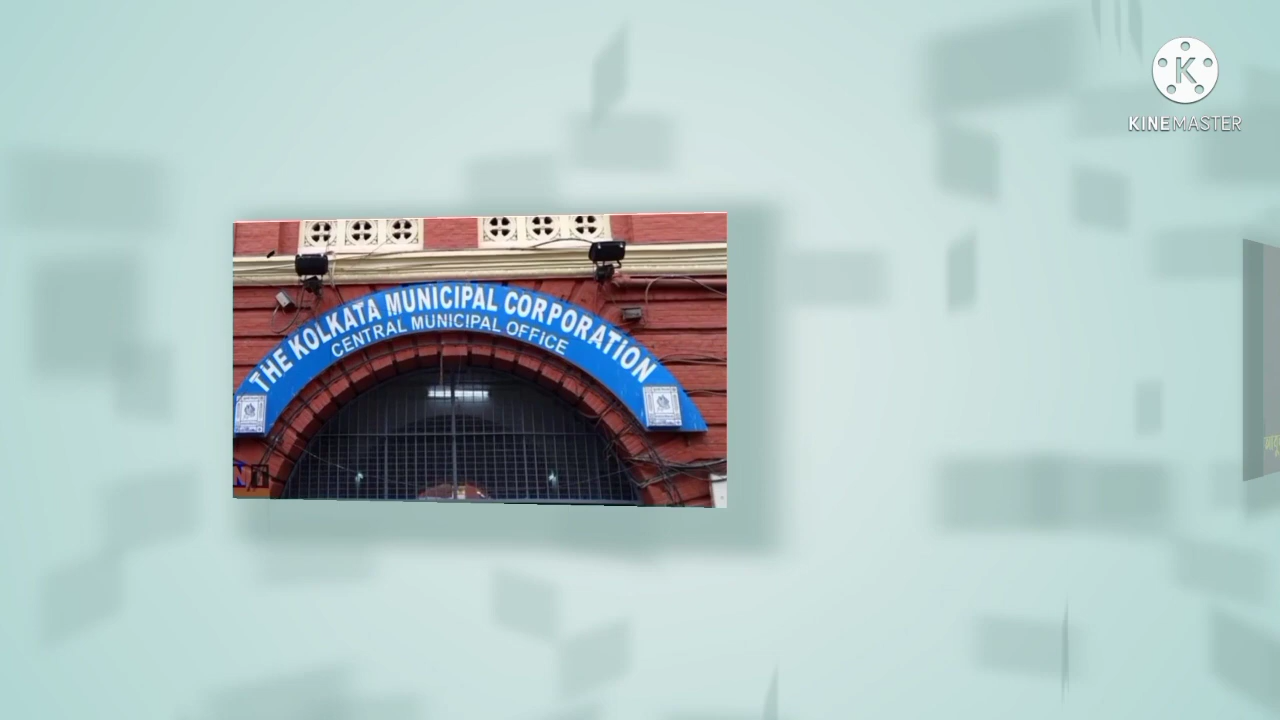 K
KINEMASTER
THE KOLKATA MUNICIPAL CORPORATION
CENTRAL MUNICIPAL OFFICE